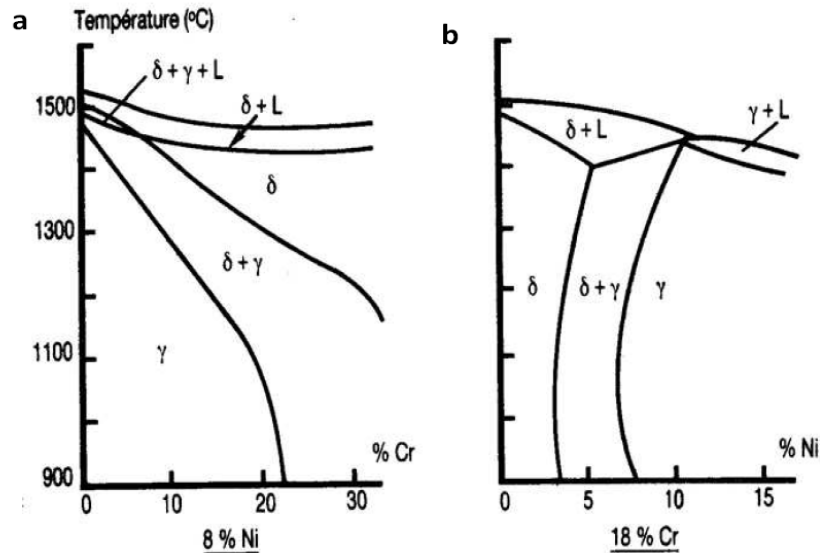 a
Température (ºC)
δ + γ + L
1500
δ + L
δ
1300
δ + γ
1100
γ
% Cr
900
0
10
20
30
8 % Ni
b
γ + L
δ + L
δ
δ + γ
γ
% Ni
0
5
10
15
18 % Cr